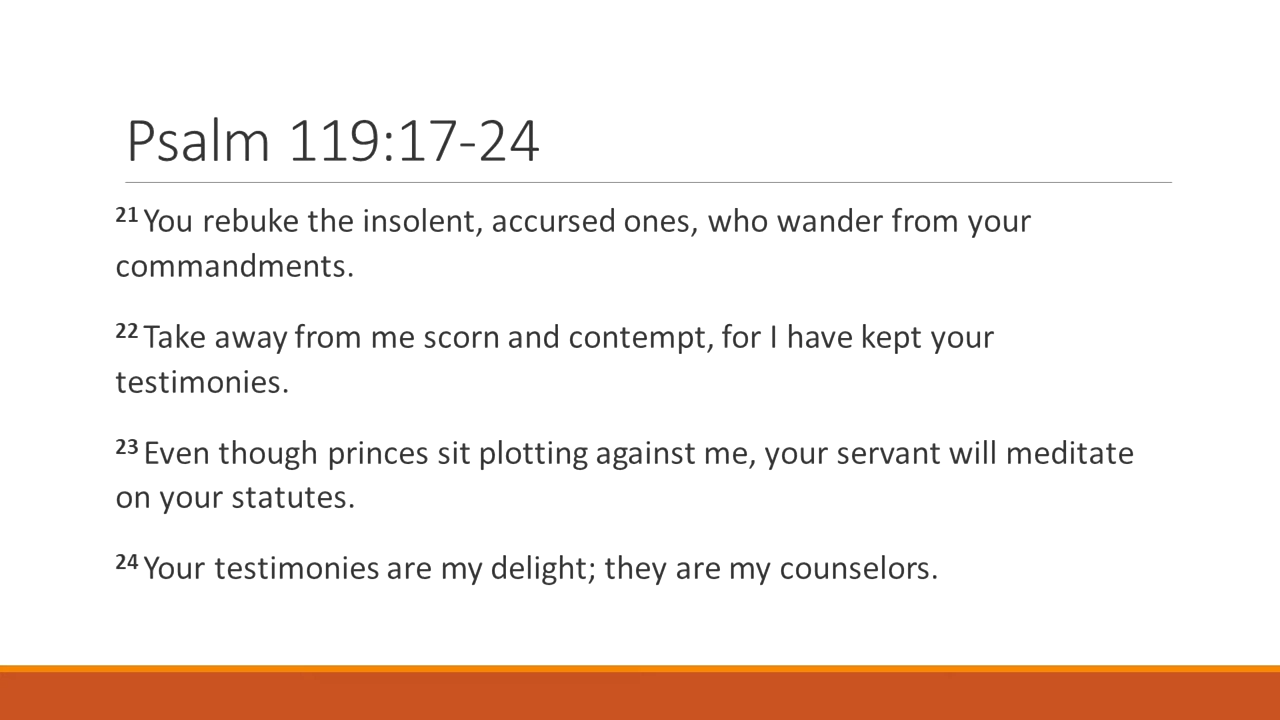 Psalm 119:17-24
21 You rebuke the insolent, accursed ones, who wander from your
commandments.
22 Take away from me scorn and contempt, for I have kept your
testimonies.
23 Even though princes sit plotting against me, your servant will meditate
on your statutes.
24 Your testimonies are my delight; they are my counselors.